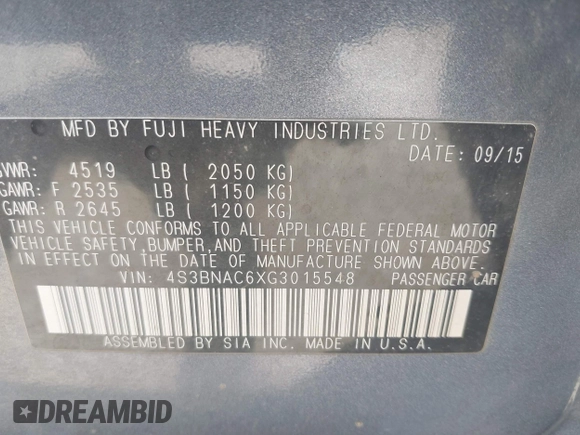 MFD BY FUJI HEAVY INDUSTRIES LTD.
DATE: 09/15
GVWR: 4519 LB ( 2050 KG)
GAWR: F 2535 LB ( 1150 KG)
GAWR: R 2645 LB ( 1200 KG)
THIS VEHICLE CONFORMS TO ALL APPLICABLE FEDERAL MOTOR
VEHICLE SAFETY, BUMPER, AND THEFT PREVENTION STANDARDS
IN EFFECT ON THE DATE OF MANUFACTURE SHOWN ABOVE.
VIN: 4S3BNAC6XG3015548 PASSENGER CAR
ASSEMBLED BY SIA INC. MADE IN U.S.A.
DREAMBID